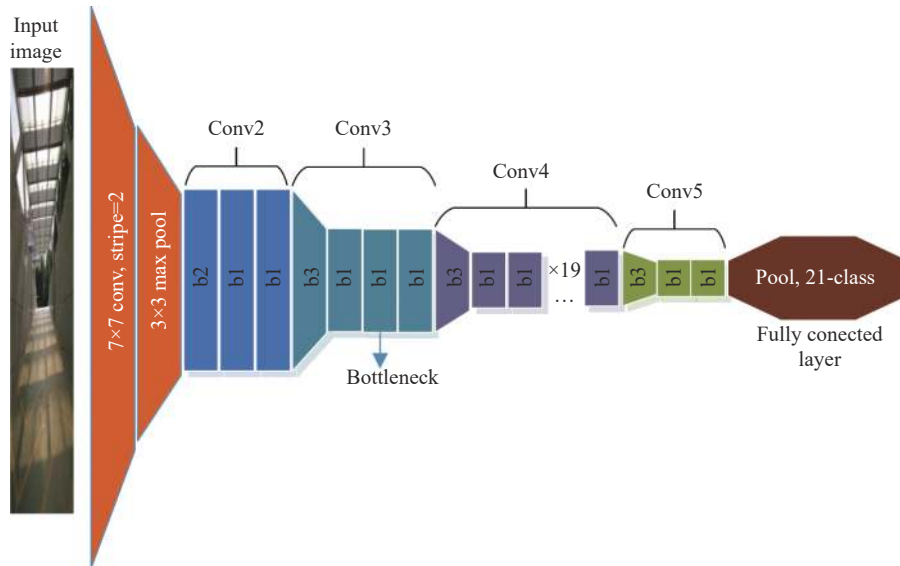 Input
image
7×7 conv, stripe=2
3×3 max pool
Conv2
b2
b1
b1
Conv3
b3
b1
b1
b1
Bottleneck
Conv4
b3
b1
b1
×19
...
b1
Conv5
b3
b1
b1
Pool, 21-class
Fully conected
layer